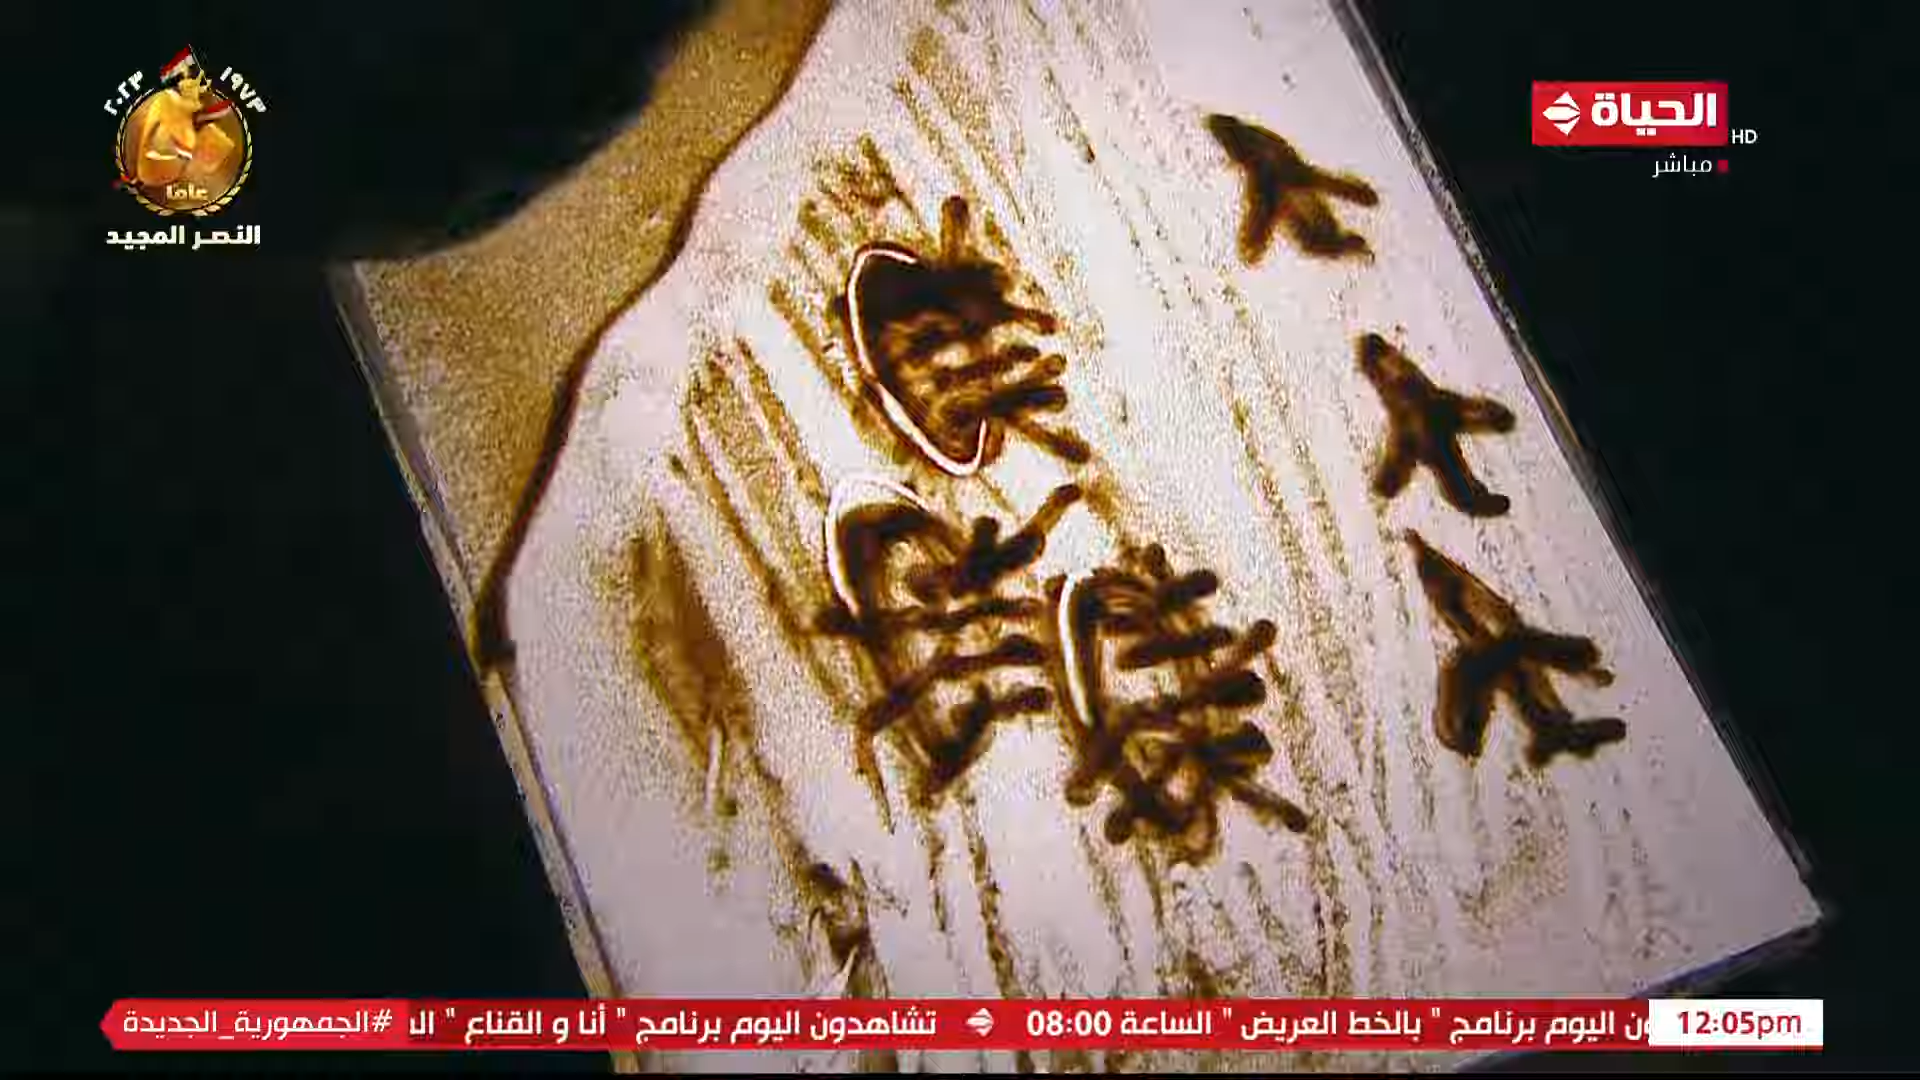 ٢٠٢٣
١٩٧٣
عاما
النصر المجيد
الحياة
HD
مباشر
12:05pm
ون اليوم برنامج " بالخط العريض " الساعة 08:00
تشاهدون اليوم برنامج " أنا و القناع "
#الجمهورية_الجديدة